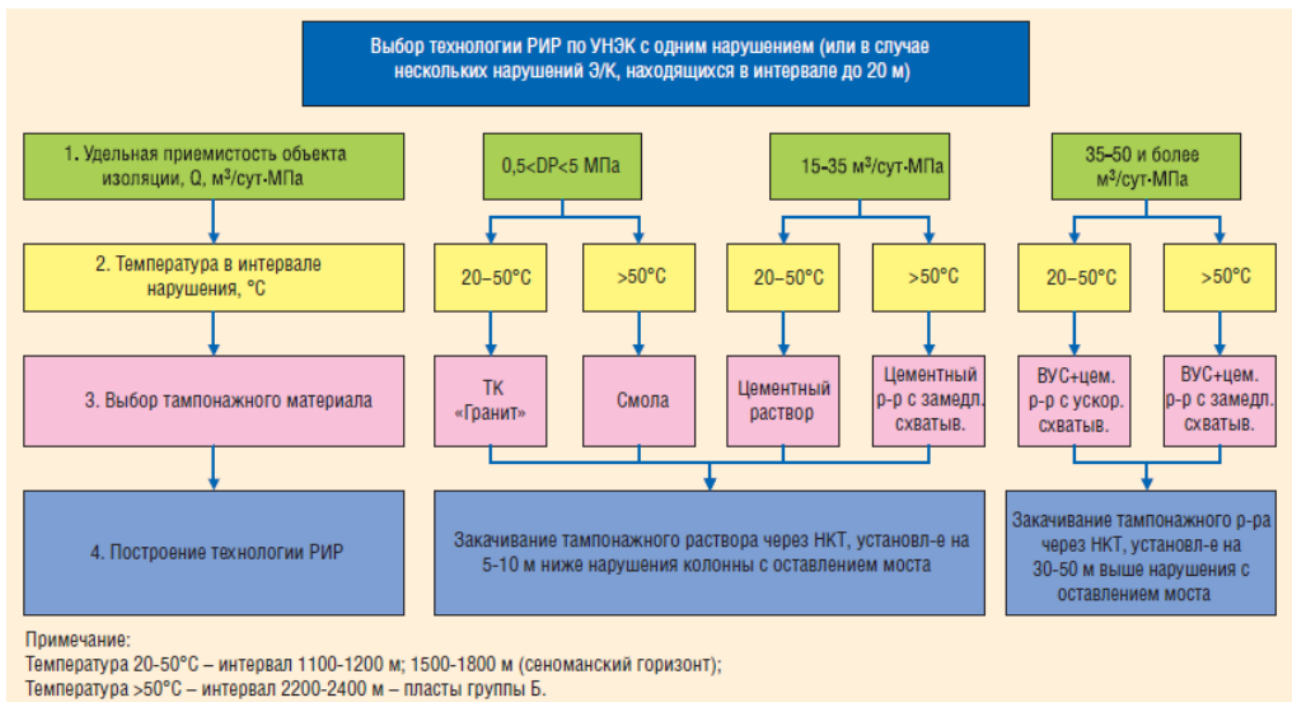 Выбор технологии РИР по УНЭК с одним нарушением (или в случае
нескольких нарушений Э/К, находящихся в интервале до 20 м)
1. Удельная приемистость объекта
изоляции, Q, м³/сут·МПа
0,5<DP<5 МПа
15-35 м³/сут·МПа
35–50 и более
м³/сут·МПа
2. Температура в интервале
нарушения, °С
20–50°С
>50°С
20–50°С
>50°С
20–50°С
>50°С
3. Выбор тампонажного материала
ТК
«Гранит»
Смола
Цементный
раствор
Цементный
р-р с замедл.
схватыв.
ВУС+цем.
р-р с ускор.
схватыв.
ВУС+цем.
р-р с замедл.
схватыв.
4. Построение технологии РИР
Закачивание тампонажного раствора через НКТ, установл-е на
5-10 м ниже нарушения колонны с оставлением моста
Закачивание тампонажного р-ра
через НКТ, установл-е на
30-50 м выше нарушения с
оставлением моста
Примечание:
Температура 20-50°С – интервал 1100-1200 м; 1500-1800 м (сеноманский горизонт);
Температура >50°С – интервал 2200-2400 м – пласты группы Б.